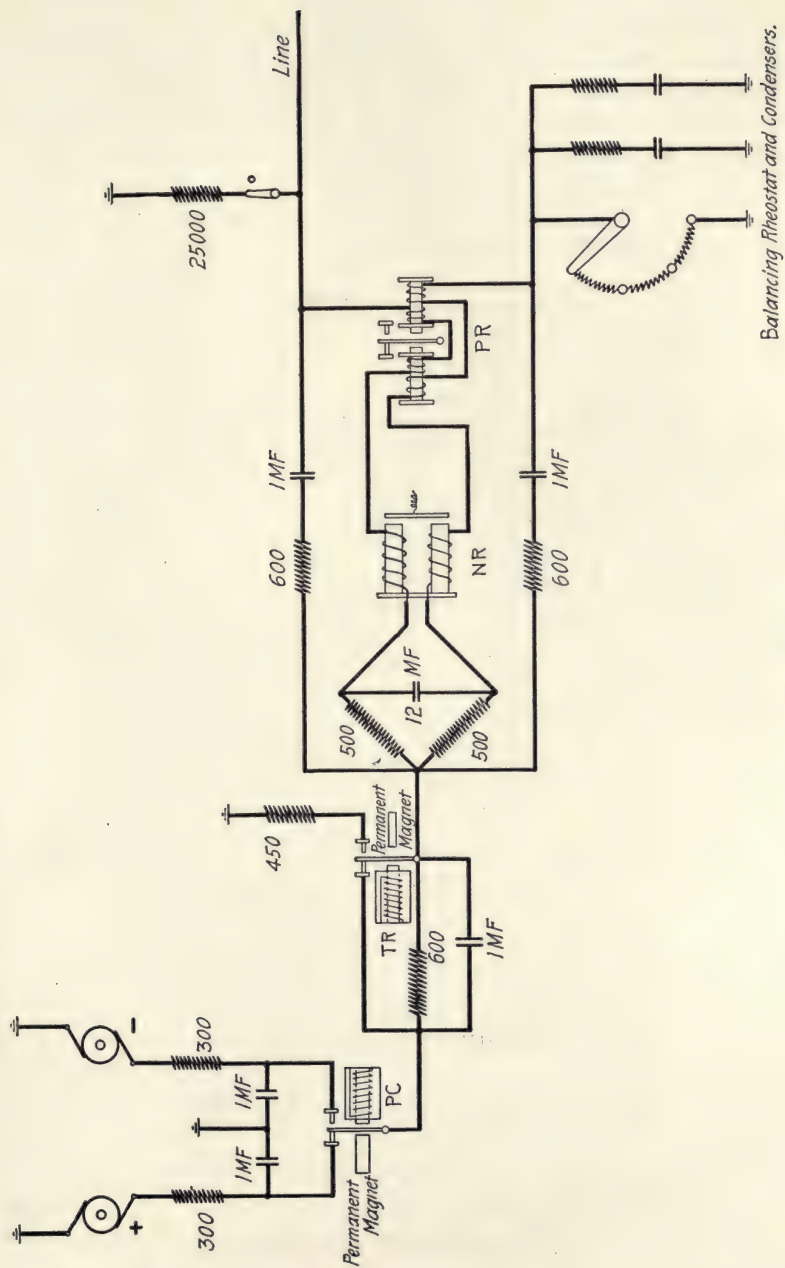 Line
25000
1MF
600
PR
NR
500
12 MF
500
600
1MF
Balancing Rheostat and Condensers.
450
Permanent
Magnet
TR
600
1MF
−
300
1MF
1MF
PC
+
300
Permanent
Magnet